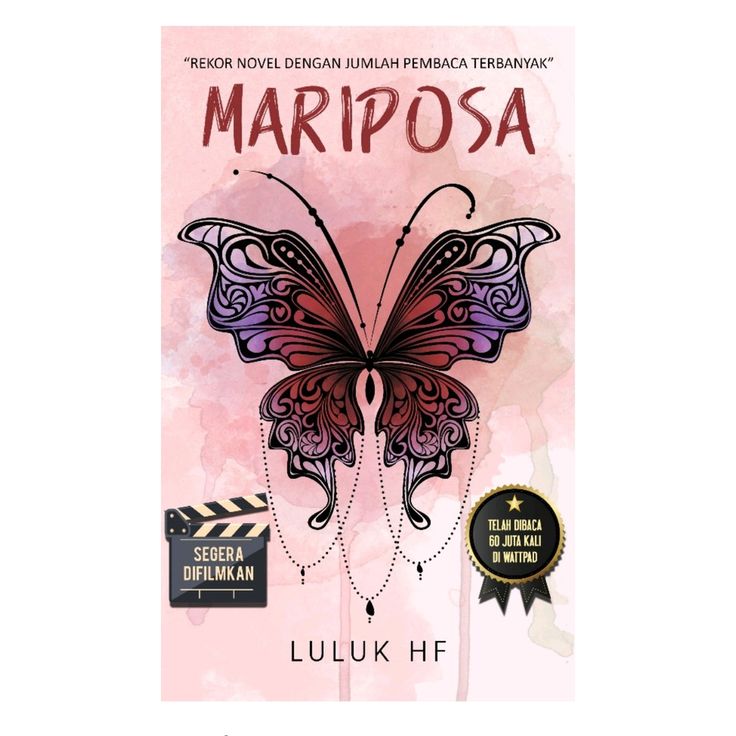 “REKOR NOVEL DENGAN JUMLAH PEMBACA TERBANYAK”
MARIPOSA
SEGERA
DIFILMKAN
TELAH DIBACA
60 JUTA KALI
DI WATTPAD
LULUK HF